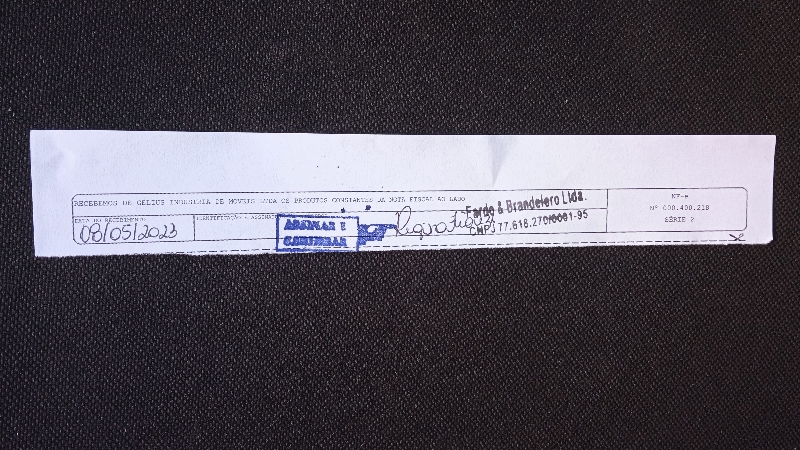 RECEBEMOS DE GELIUS INDUSTRIA DE MOVEIS LTDA OS PRODUTOS CONSTANTES DA NOTA FISCAL AO LADO
NF-e
Nº 000.400.218
SÉRIE 2
DATA DO RECEBIMENTO
08/05/2023
IDENTIFICAÇÃO E
ASSINAR E
CARIMBAR
Fardo & Brandelero Ltda.
CNPJ 77.618.270/0001-95